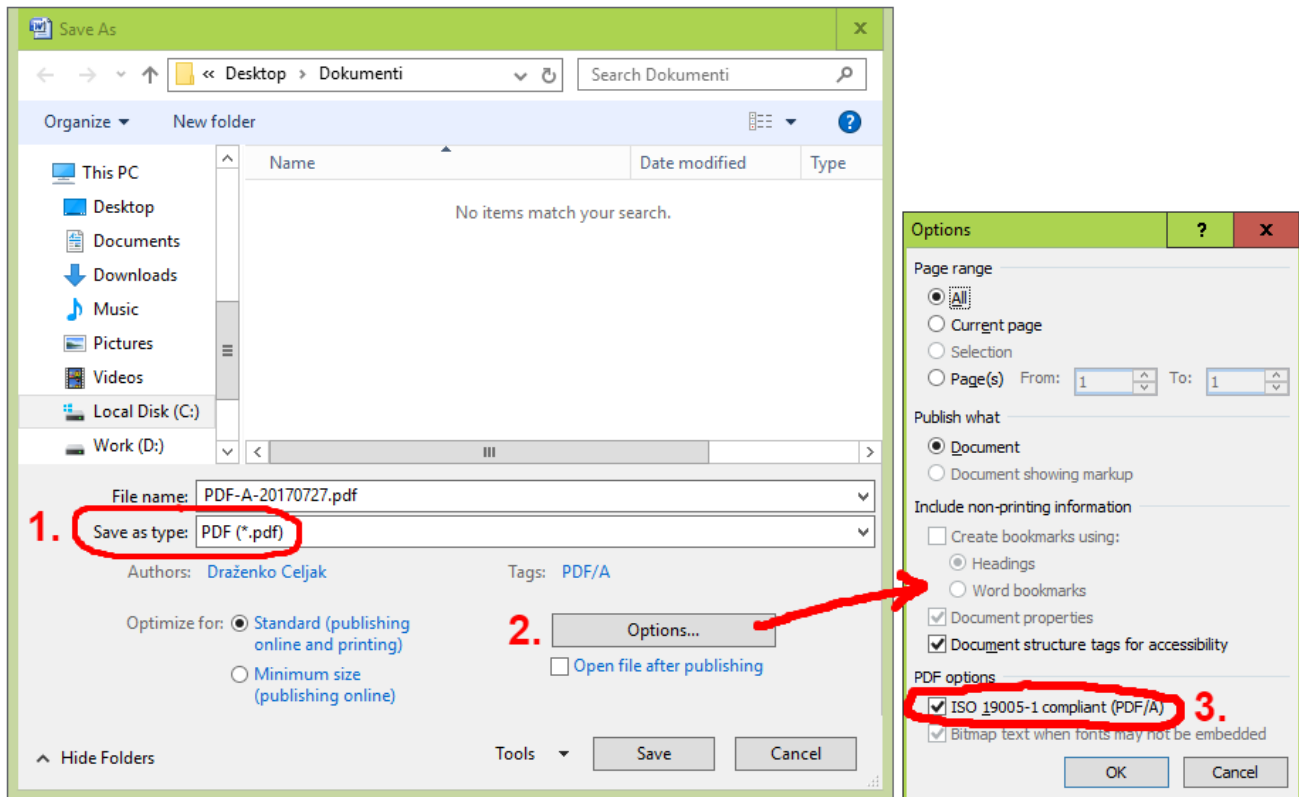 Save As
x
« Desktop › Dokumenti
Search Dokumenti
Organize
New folder
?
This PC
Desktop
Documents
Downloads
Music
Pictures
Videos
Local Disk (C:)
Work (D:)
Name
Date modified
Type
No items match your search.
File name: PDF-A-20170727.pdf
1. Save as type: PDF (*.pdf)
Authors: Draženko Celjak
Tags: PDF/A
Optimize for:
Standard (publishing
online and printing)
Minimum size
(publishing online)
2. Options...
Open file after publishing
Hide Folders
Tools
Save
Cancel
Options
?
x
Page range
All
Current page
Selection
Page(s) From: 1 To: 1
Publish what
Document
Document showing markup
Include non-printing information
Create bookmarks using:
Headings
Word bookmarks
Document properties
Document structure tags for accessibility
PDF options
ISO 19005-1 compliant (PDF/A) 3.
Bitmap text when fonts may not be embedded
OK
Cancel